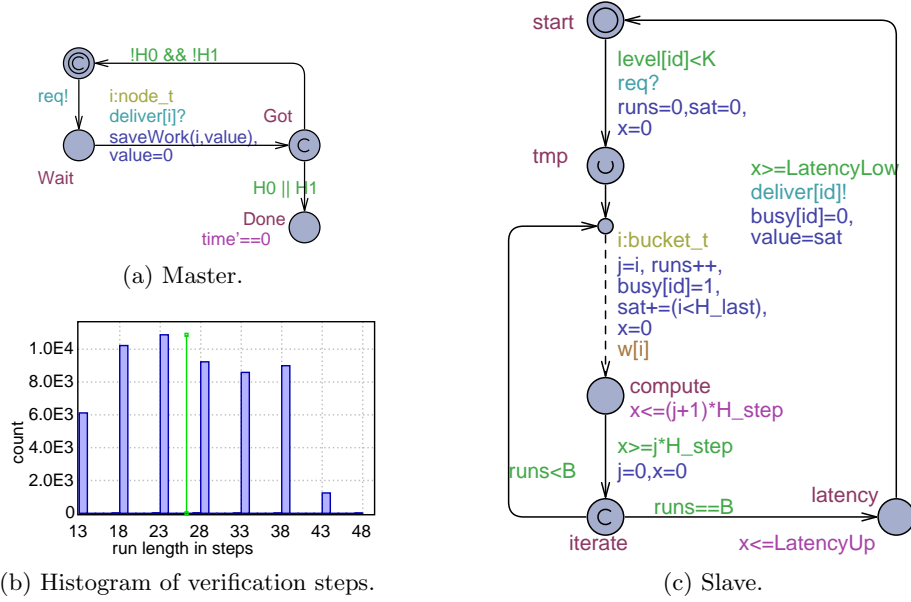 !H0 && !H1
req!
i:node_t
deliver[i]?
saveWork(i,value),
value=0
Got
Wait
H0 || H1
Done
time'==0
(a) Master.
1.0E4
8.0E3
6.0E3
4.0E3
2.0E3
0
count
13 18 23 28 33 38 43 48
run length in steps
(b) Histogram of verification steps.
start
level[id]<K
req?
runs=0,sat=0,
x=0
tmp
x>=LatencyLow
deliver[id]!
busy[id]=0,
value=sat
i:bucket_t
j=i, runs++,
busy[id]=1,
sat+=(i<H_last),
x=0
w[i]
compute
x<=(j+1)*H_step
x>=j*H_step
j=0,x=0
runs<B
runs==B
latency
iterate
x<=LatencyUp
(c) Slave.